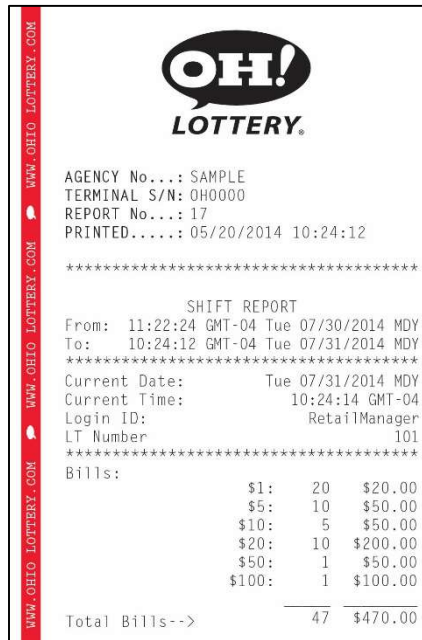 OH!
LOTTERY®
AGENCY No...: SAMPLE
TERMINAL S/N: OH0000
REPORT No...: 17
PRINTED.....: 05/20/2014 10:24:12
**************************************
SHIFT REPORT
From: 11:22:24 GMT-04 Tue 07/30/2014 MDY
To: 10:24:12 GMT-04 Tue 07/31/2014 MDY
**************************************
Current Date: Tue 07/31/2014 MDY
Current Time: 10:24:14 GMT-04
Login ID: RetailManager
LT Number 101
**************************************
Bills:
$1: 20 $20.00
$5: 10 $50.00
$10: 5 $50.00
$20: 10 $200.00
$50: 1 $50.00
$100: 1 $100.00
Total Bills--> 47 $470.00
WWW.OHIO LOTTERY.COM WWW.OHIO LOTTERY.COM WWW.OHIO LOTTERY.COM